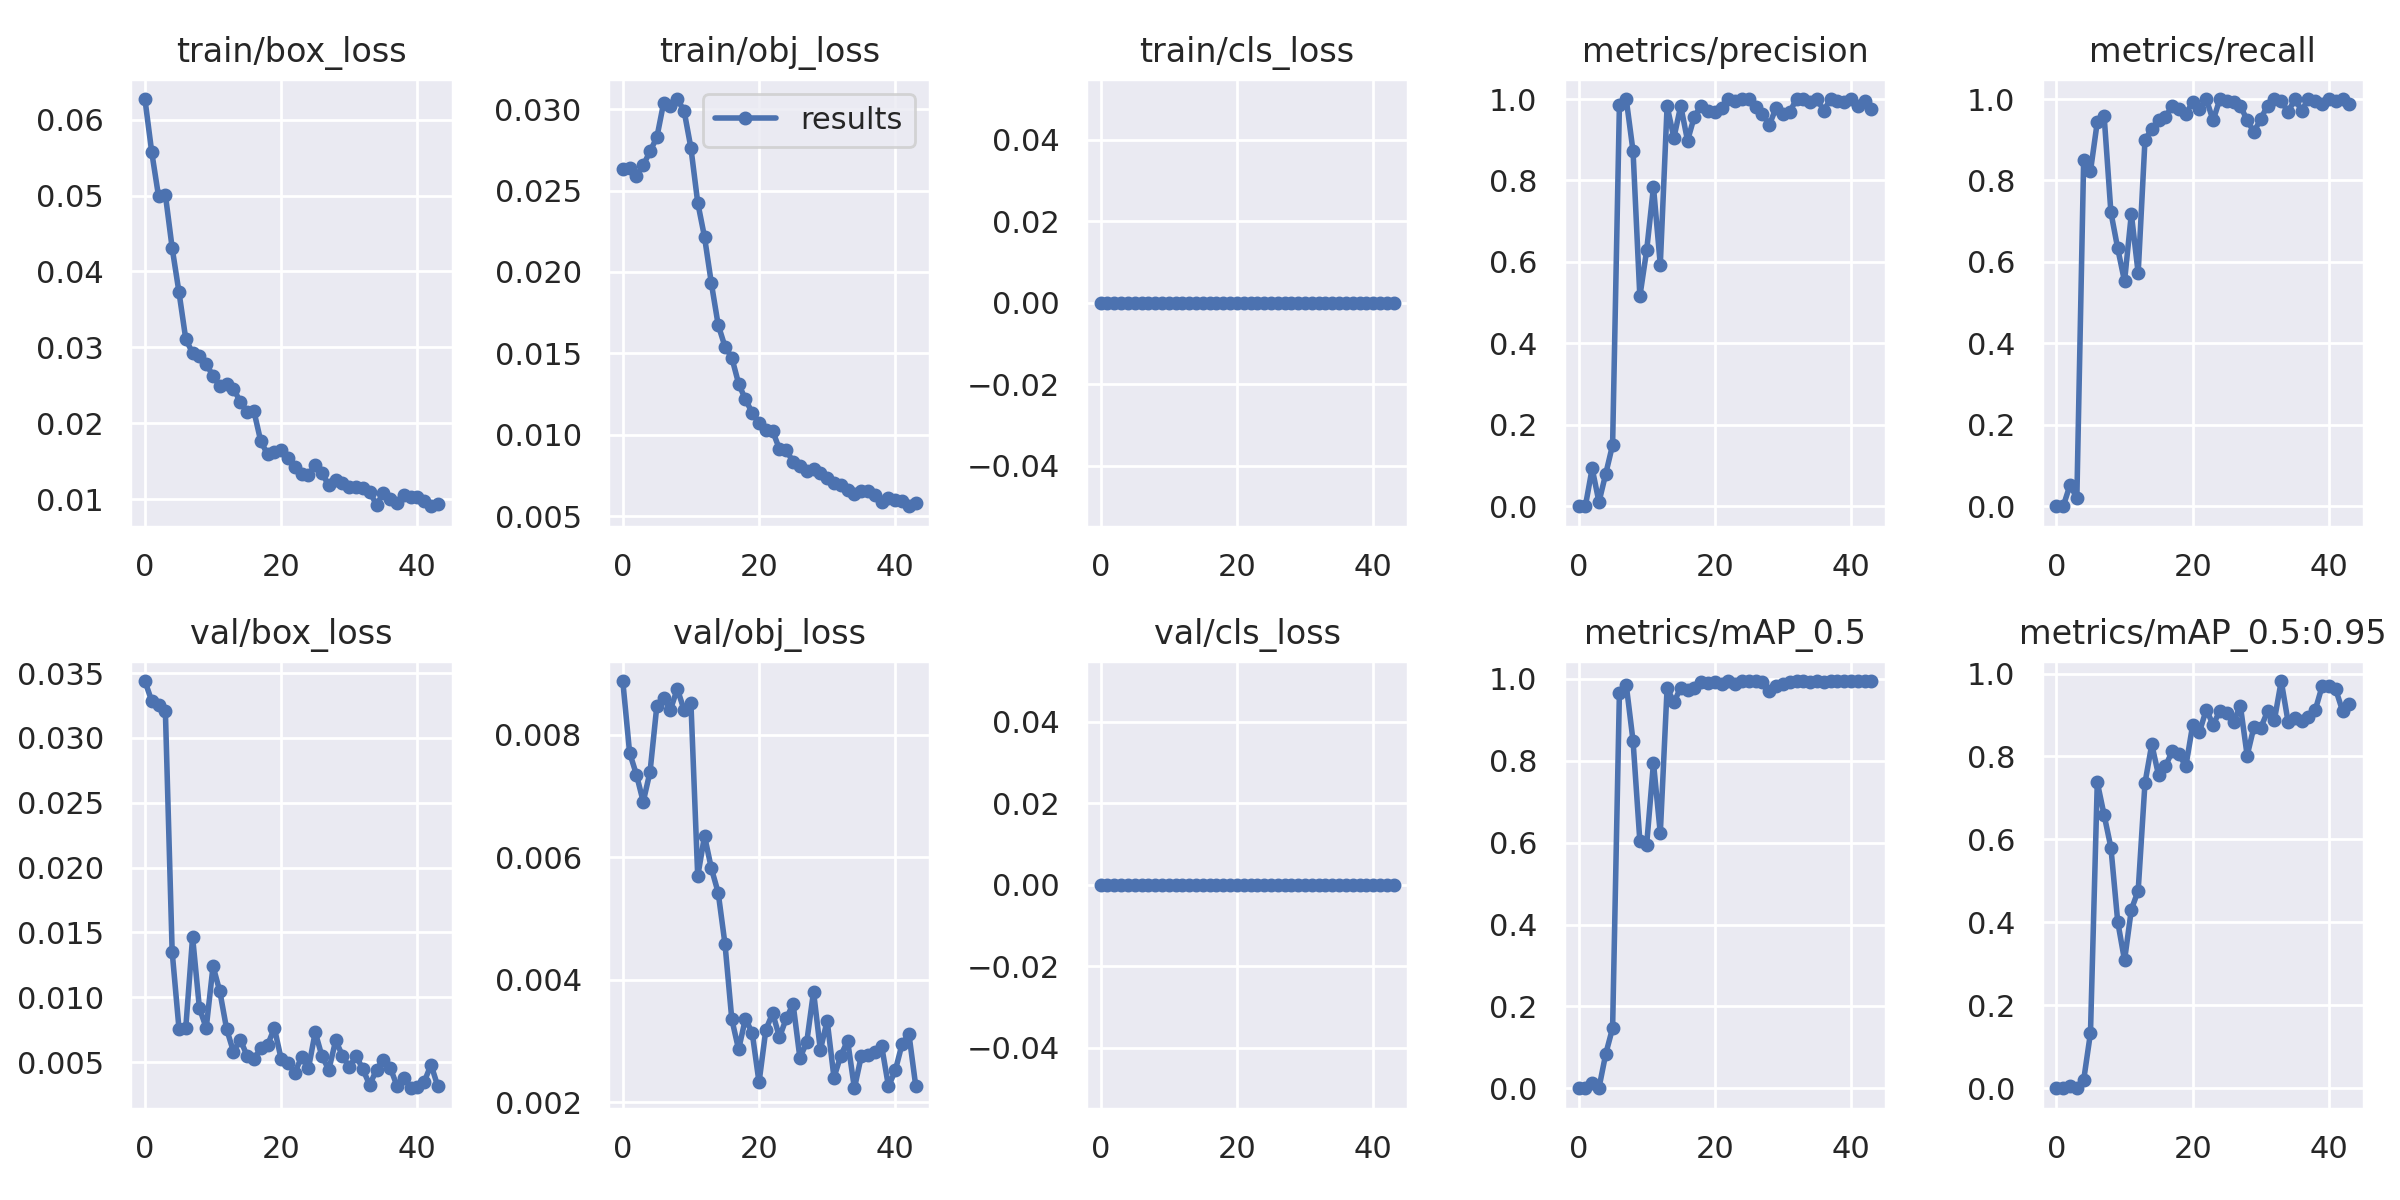 train/box_loss
0.06
0.05
0.04
0.03
0.02
0.01
0 20 40
train/obj_loss
results
0.030
0.025
0.020
0.015
0.010
0.005
0 20 40
train/cls_loss
0.04
0.02
0.00
−0.02
−0.04
0 20 40
metrics/precision
1.0
0.8
0.6
0.4
0.2
0.0
0 20 40
metrics/recall
1.0
0.8
0.6
0.4
0.2
0.0
0 20 40
val/box_loss
0.035
0.030
0.025
0.020
0.015
0.010
0.005
0 20 40
val/obj_loss
0.008
0.006
0.004
0.002
0 20 40
val/cls_loss
0.04
0.02
0.00
−0.02
−0.04
0 20 40
metrics/mAP_0.5
1.0
0.8
0.6
0.4
0.2
0.0
0 20 40
metrics/mAP_0.5:0.95
1.0
0.8
0.6
0.4
0.2
0.0
0 20 40